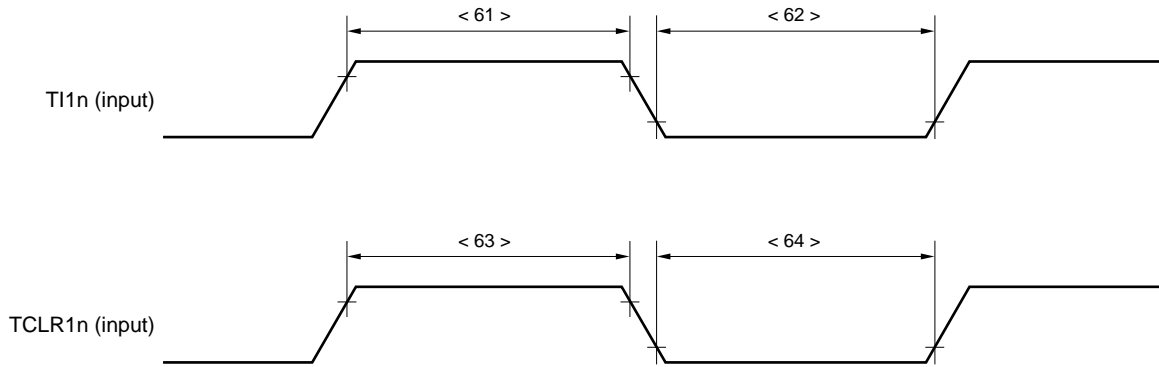 < 61 >
< 62 >
TI1n (input)
< 63 >
< 64 >
TCLR1n (input)